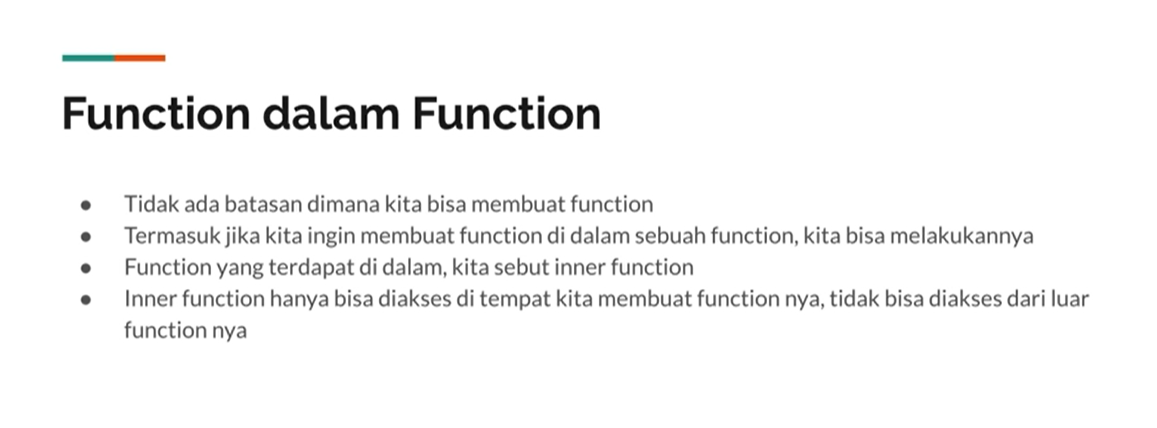 Function dalam Function
● Tidak ada batasan dimana kita bisa membuat function
● Termasuk jika kita ingin membuat function di dalam sebuah function, kita bisa melakukannya
● Function yang terdapat di dalam, kita sebut inner function
● Inner function hanya bisa diakses di tempat kita membuat function nya, tidak bisa diakses dari luar
function nya